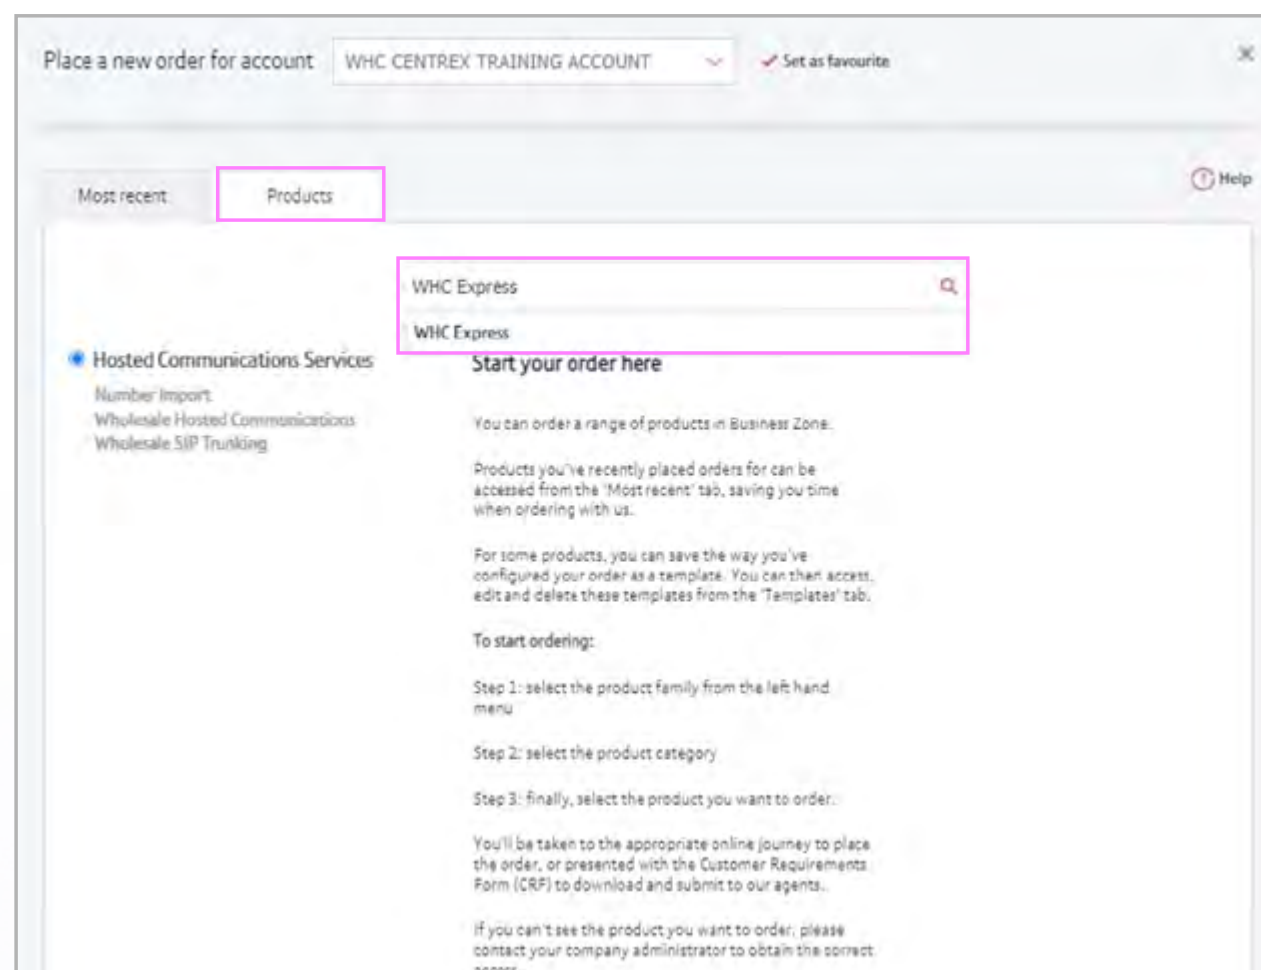 Place a new order for account WHC CENTREX TRAINING ACCOUNT Set as favourite
Help
Most recent Products
WHC Express
WHC Express
Hosted Communications Services
Number Import
Wholesale Hosted Communications
Wholesale SIP Trunking
Start your order here
You can order a range of products in Business Zone.
Products you've recently placed orders for can be
accessed from the 'Most recent' tab, saving you time
when ordering with us.
For some products, you can save the way you've
configured your order as a template. You can then access,
edit and delete these templates from the 'Templates' tab.
To start ordering:
Step 1: select the product family from the left hand
menu
Step 2: select the product category
Step 3: finally, select the product you want to order.
You'll be taken to the appropriate online journey to place
the order, or presented with the Customer Requirements
Form (CRF) to download and submit to our agents.
If you can't see the product you want to order, please
contact your company administrator to obtain the correct